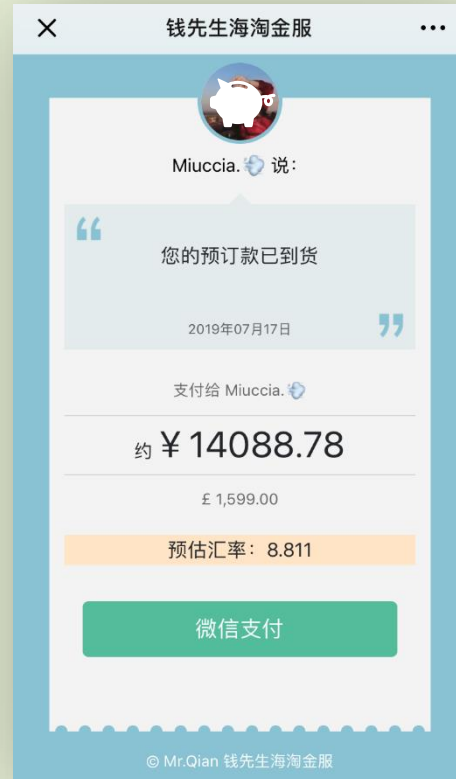 钱先生海淘金服
Miuccia.💨 说：
“
您的预订款已到货
2019年07月17日
”
支付给 Miuccia.💨
约￥14088.78
£ 1,599.00
预估汇率：8.811
微信支付
© Mr.Qian 钱先生海淘金服